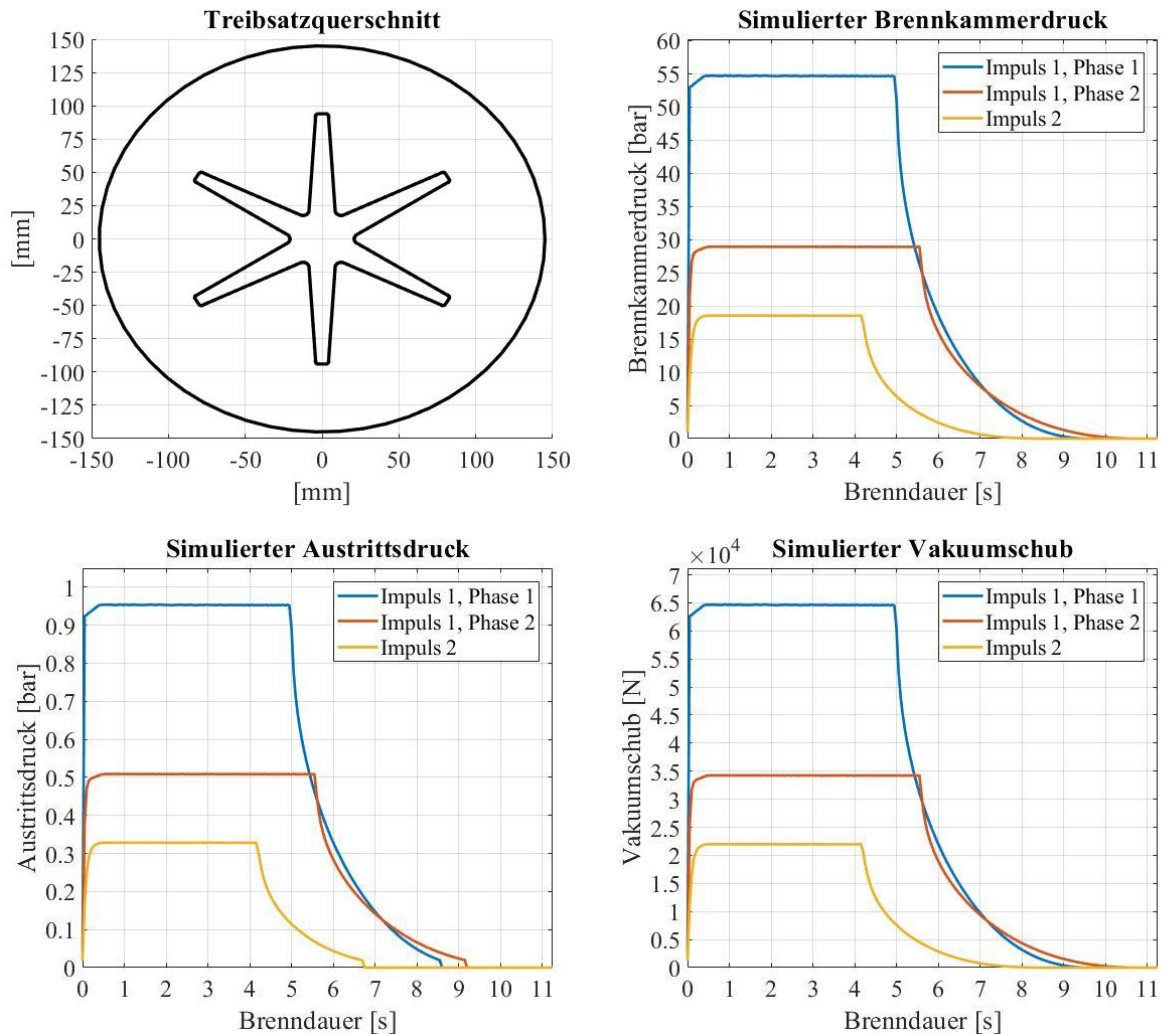 Treibsatzquerschnitt
150
125
100
75
50
25
0
-25
-50
-75
-100
-125
-150
[mm]
-150 -100 -50 0 50 100 150
[mm]
Simulierter Brennkammerdruck
60
55
50
45
40
35
30
25
20
15
10
5
0
Brennkammerdruck [bar]
Impuls 1, Phase 1
Impuls 1, Phase 2
Impuls 2
0 1 2 3 4 5 6 7 8 9 10 11
Brenndauer [s]
Simulierter Austrittsdruck
1
0.9
0.8
0.7
0.6
0.5
0.4
0.3
0.2
0.1
0
Austrittsdruck [bar]
Impuls 1, Phase 1
Impuls 1, Phase 2
Impuls 2
0 1 2 3 4 5 6 7 8 9 10 11
Brenndauer [s]
×10⁴ Simulierter Vakuumschub
7
6.5
6
5.5
5
4.5
4
3.5
3
2.5
2
1.5
1
0.5
0
Vakuumschub [N]
Impuls 1, Phase 1
Impuls 1, Phase 2
Impuls 2
0 1 2 3 4 5 6 7 8 9 10 11
Brenndauer [s]